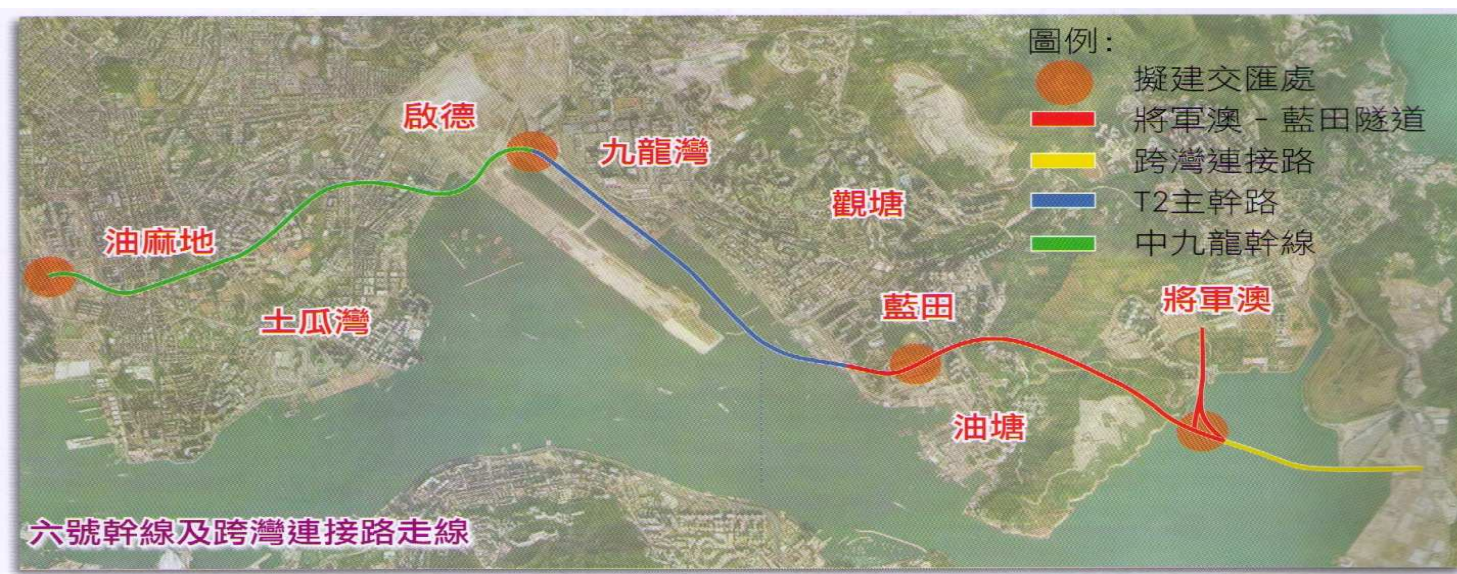 圖例：
擬建交匯處
將軍澳 - 藍田隧道
跨灣連接路
T2主幹路
中九龍幹線
啟德
九龍灣
觀塘
油麻地
土瓜灣
藍田
將軍澳
油塘
六號幹線及跨灣連接路走線